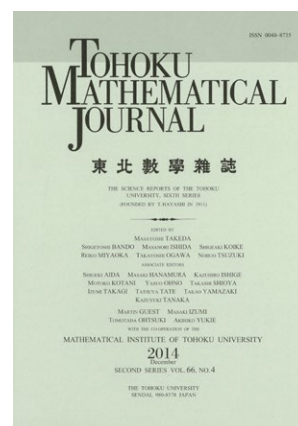 ISSN 0040-8735
TOHOKU
MATHEMATICAL
JOURNAL
東北數學雜誌
THE SCIENCE REPORTS OF THE TOHOKU
UNIVERSITY, SIXTH SERIES
(FOUNDED BY T. HAYASHI IN 1911)
EDITED BY
MASAYOSHI TAKEDA
SHIGETOSHI BANDO MASANORI ISHIDA SHIGEAKI KOIKE
REIKO MIYAOKA TAKAYOSHI OGAWA NOBUO TSUZUKI
ASSOCIATE EDITORS
SHIGEKI AIDA MASAKI HANAMURA KAZUHIRO ISHIGE
MOTOKO KOTANI YASUO OHNO TAKASHI SHIOYA
IZUMI TAKAGI TATSUYA TATE TAKAO YAMAZAKI
KAZUYUKI TANAKA
MARTIN GUEST MASAKI IZUMI
TOMOTADA OHTSUKI AKIHIKO YUKIE
WITH THE COOPERATION OF THE
MATHEMATICAL INSTITUTE OF TOHOKU UNIVERSITY
2014
December
SECOND SERIES VOL. 66, NO. 4
THE TOHOKU UNIVERSITY
SENDAI, 980-8578 JAPAN